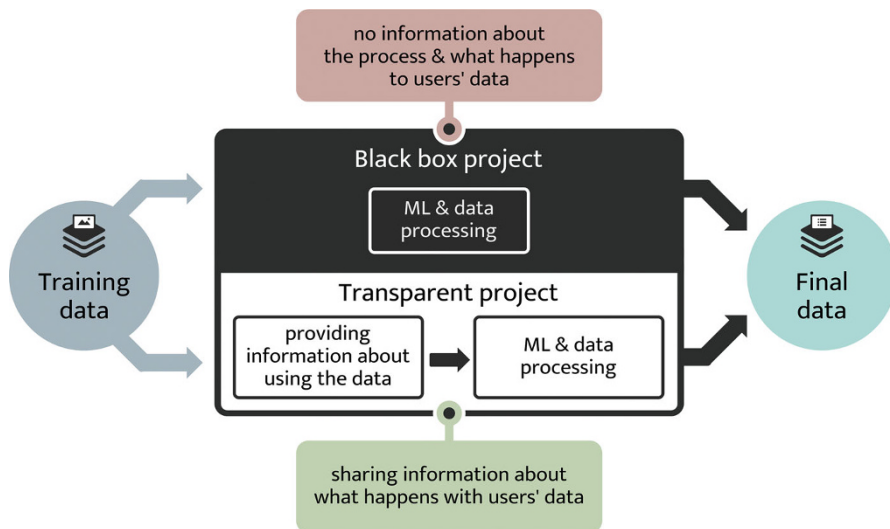 no information about
the process & what happens
to users' data
Black box project
ML & data
processing
Training
data
Final
data
Transparent project
providing
information about
using the data
ML & data
processing
sharing information about
what happens with users' data